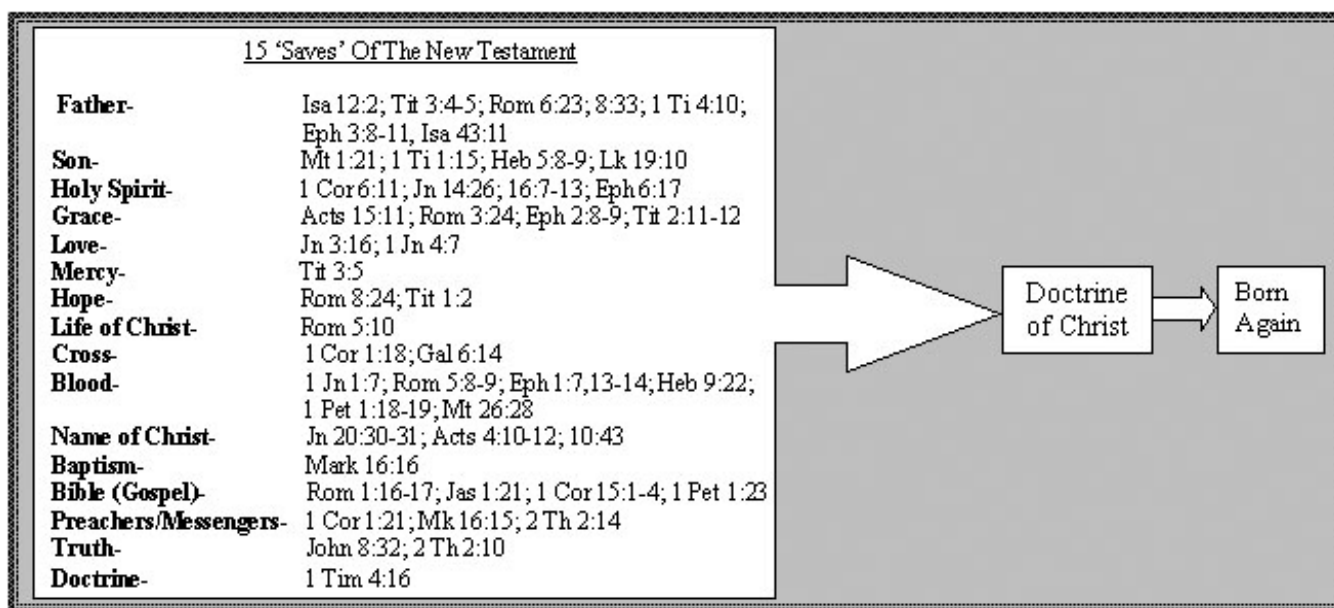 15 ‘Saves’ Of The New Testament
Father- Isa 12:2; Tit 3:4-5; Rom 6:23; 8:33; 1 Ti 4:10;
Eph 3:8-11, Isa 43:11
Son- Mt 1:21; 1 Ti 1:15; Heb 5:8-9; Lk 19:10
Holy Spirit- 1 Cor 6:11; Jn 14:26; 16:7-13; Eph 6:17
Grace- Acts 15:11; Rom 3:24; Eph 2:8-9; Tit 2:11-12
Love- Jn 3:16; 1 Jn 4:7
Mercy- Tit 3:5
Hope- Rom 8:24; Tit 1:2
Life of Christ- Rom 5:10
Cross- 1 Cor 1:18; Gal 6:14
Blood- 1 Jn 1:7; Rom 5:8-9; Eph 1:7,13-14; Heb 9:22;
1 Pet 1:18-19; Mt 26:28
Name of Christ- Jn 20:30-31; Acts 4:10-12; 10:43
Baptism- Mark 16:16
Bible (Gospel)- Rom 1:16-17; Jas 1:21; 1 Cor 15:1-4; 1 Pet 1:23
Preachers/Messengers- 1 Cor 1:21; Mk 16:15; 2 Th 2:14
Truth- John 8:32; 2 Th 2:10
Doctrine- 1 Tim 4:16
Doctrine
of Christ
Born
Again